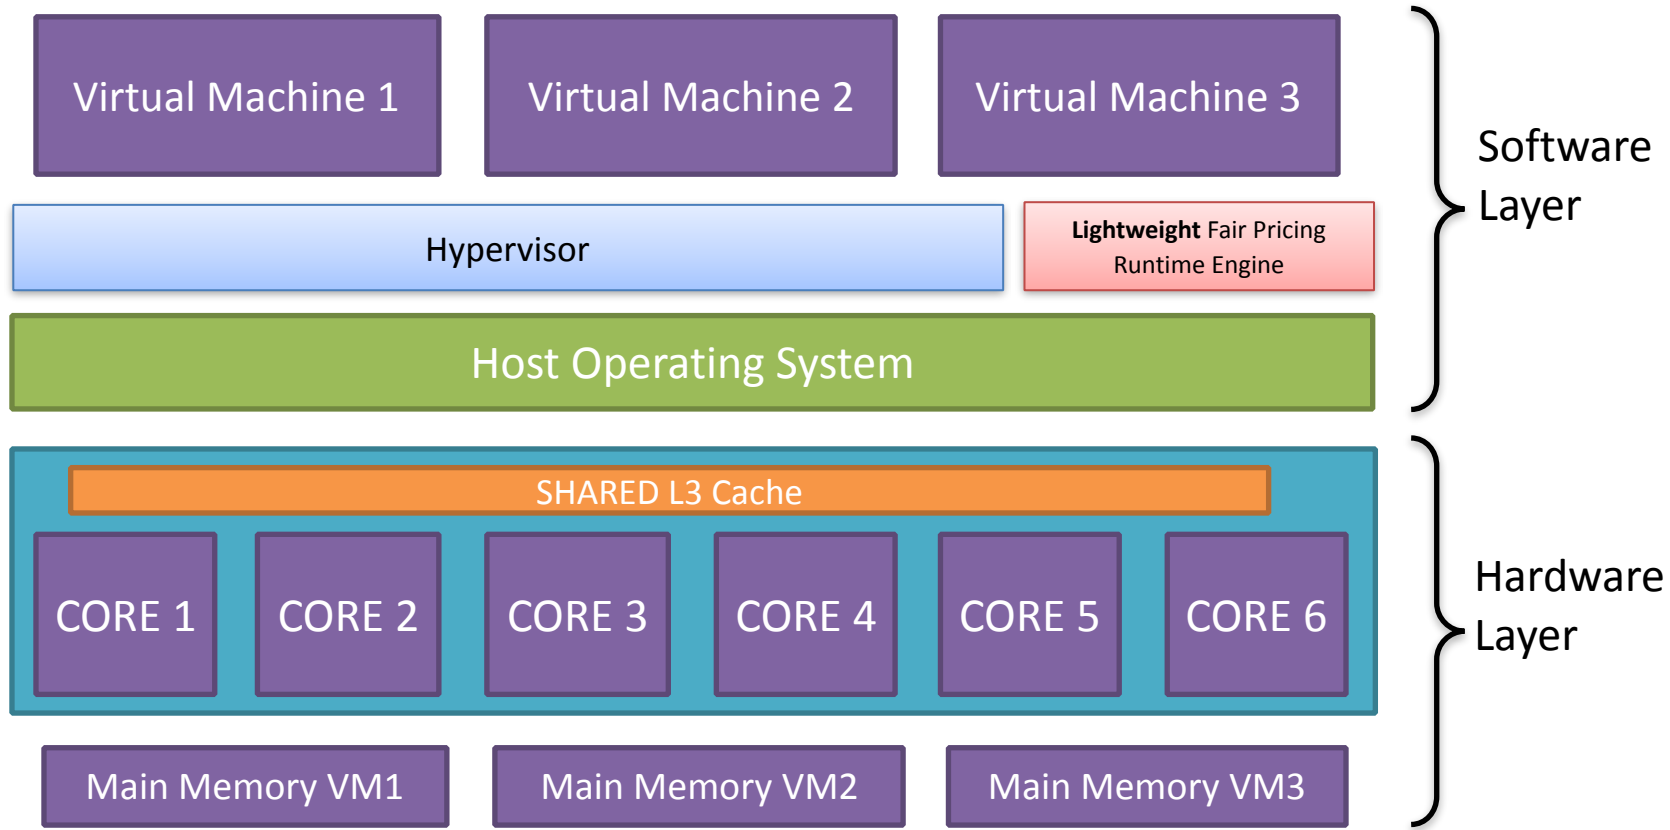 Virtual Machine 1
Virtual Machine 2
Virtual Machine 3
Software
Layer
Hypervisor
Lightweight Fair Pricing
Runtime Engine
Host Operating System
SHARED L3 Cache
CORE 1
CORE 2
CORE 3
CORE 4
CORE 5
CORE 6
Hardware
Layer
Main Memory VM1
Main Memory VM2
Main Memory VM3